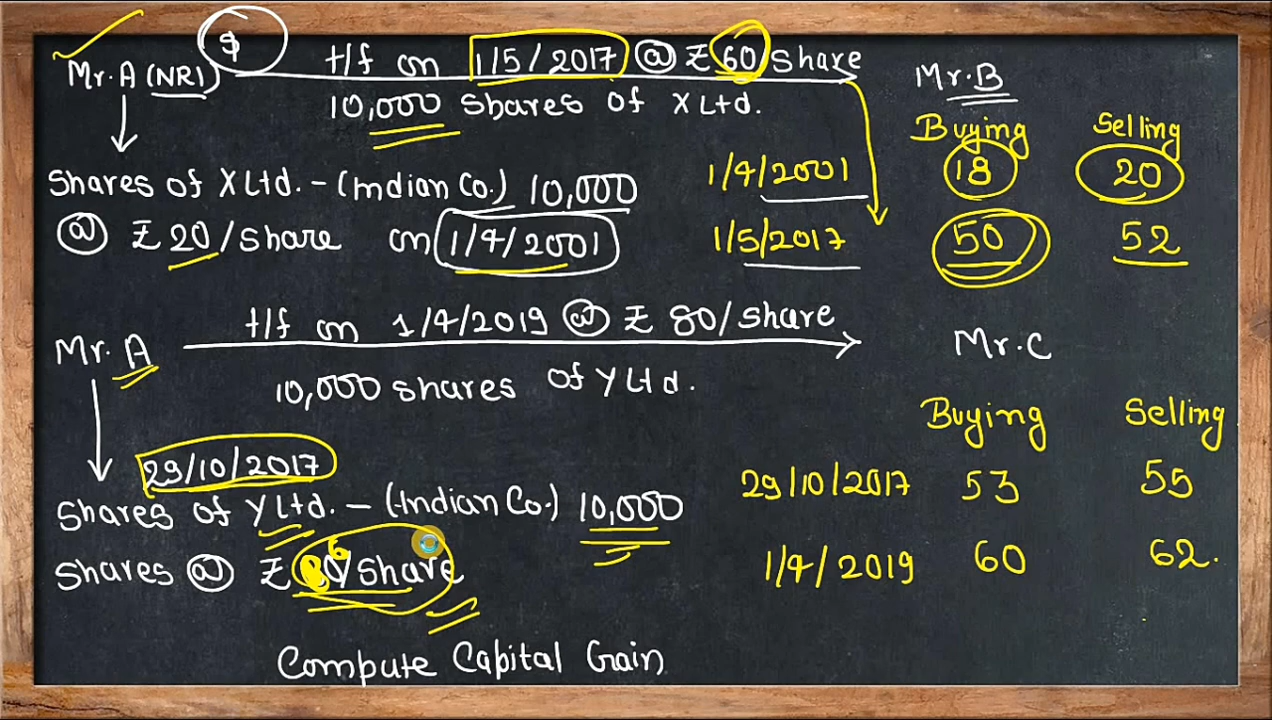 $ t/f on 1/5/2017 @ ₹ 60/share
Mr. A (NRI) Mr. B
10,000 shares of X Ltd.
Buying Selling
1/4/2001 18 20
Shares of X Ltd. - (Indian Co.) 10,000
@ ₹ 20/share on 1/4/2001
1/5/2017 50 52
t/f on 1/4/2019 @ ₹ 80/share
Mr. A Mr. C
10,000 shares of Y Ltd.
Buying Selling
29/10/2017
29/10/2017 53 55
Shares of Y Ltd. - (Indian Co.) 10,000
Shares @ ₹ /share
1/4/2019 60 62.
Compute Capital Gain